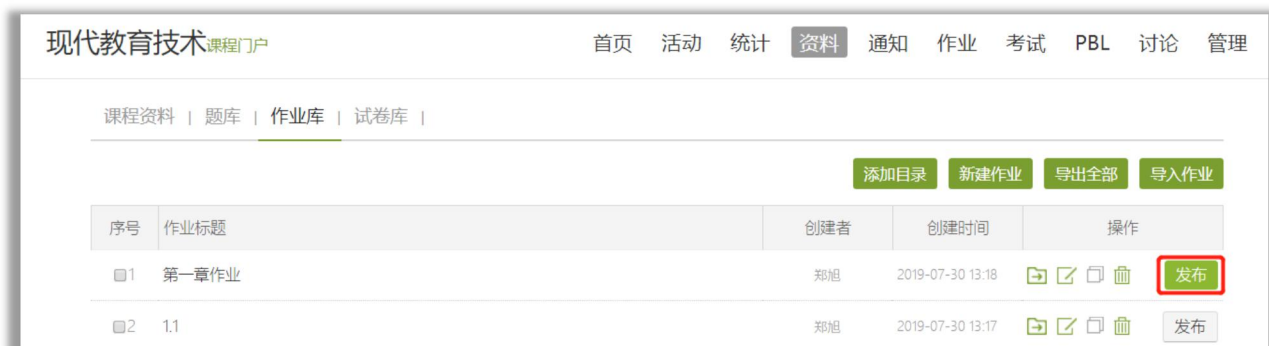 现代教育技术课程门户 首页 活动 统计 资料 通知 作业 考试 PBL 讨论 管理
课程资料 | 题库 | 作业库 | 试卷库 |
添加目录 新建作业 导出全部 导入作业
序号 作业标题 创建者 创建时间 操作
1 第一章作业 郑旭 2019-07-30 13:18 发布
2 1.1 郑旭 2019-07-30 13:17 发布